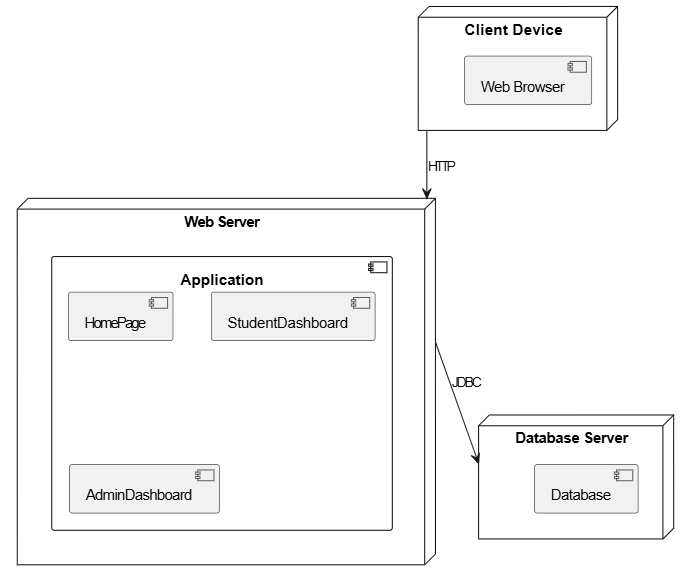 Client Device
Web Browser
HTTP
Web Server
Application
HomePage
StudentDashboard
JDBC
Database Server
AdminDashboard
Database